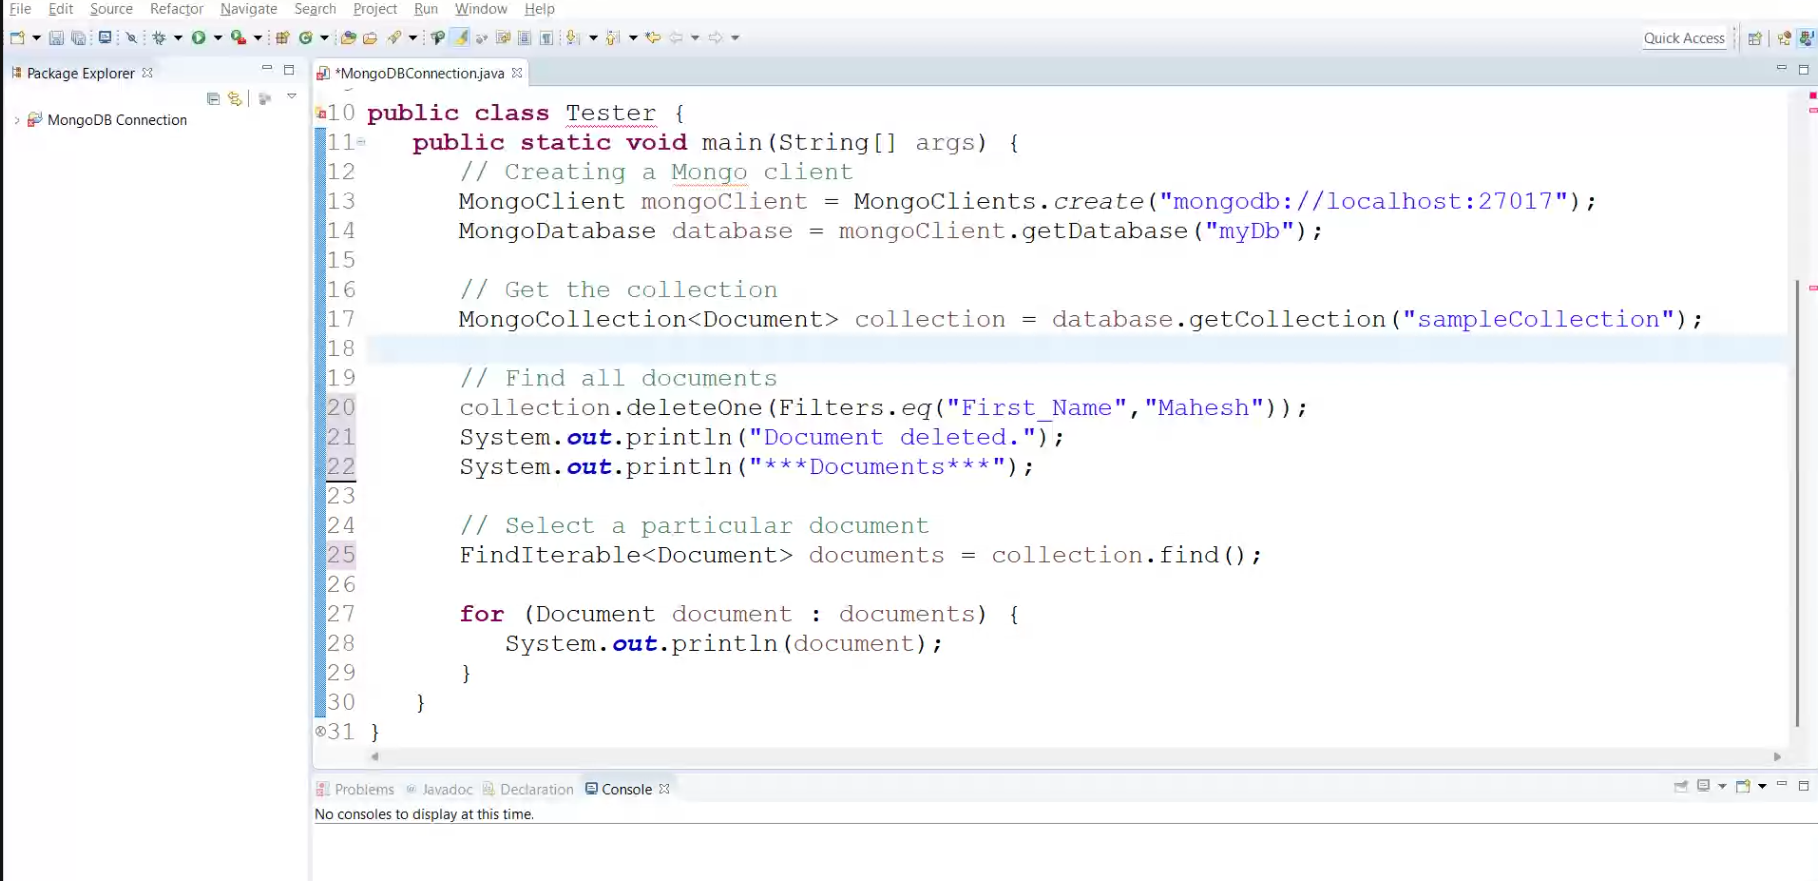 File Edit Source Refactor Navigate Search Project Run Window Help
Quick Access
Package Explorer
*MongoDBConnection.java
MongoDB Connection
10 public class Tester {
11 public static void main(String[] args) {
12 // Creating a Mongo client
13 MongoClient mongoClient = MongoClients.create("mongodb://localhost:27017");
14 MongoDatabase database = mongoClient.getDatabase("myDb");
15
16 // Get the collection
17 MongoCollection<Document> collection = database.getCollection("sampleCollection");
18
19 // Find all documents
20 collection.deleteOne(Filters.eq("First_Name","Mahesh"));
21 System.out.println("Document deleted.");
22 System.out.println("***Documents***");
23
24 // Select a particular document
25 FindIterable<Document> documents = collection.find();
26
27 for (Document document : documents) {
28 System.out.println(document);
29 }
30 }
31 }
Problems Javadoc Declaration Console
No consoles to display at this time.